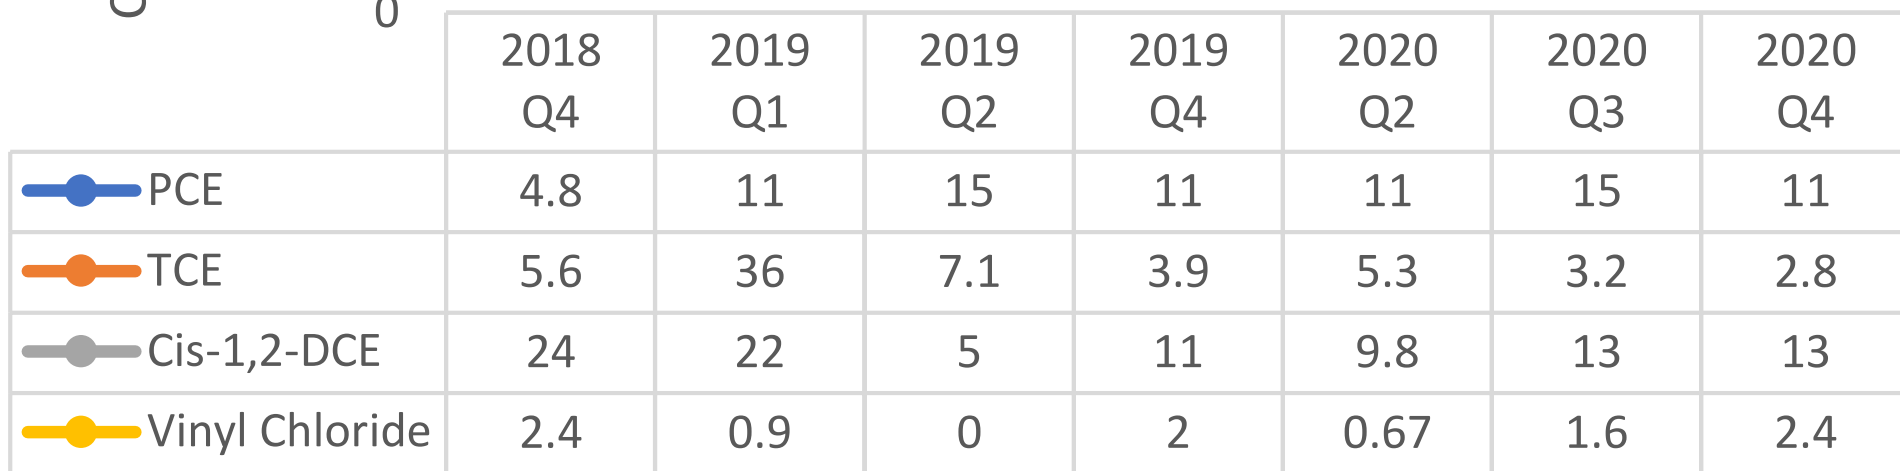 0
2018 2019 2019 2019 2020 2020 2020
Q4 Q1 Q2 Q4 Q2 Q3 Q4
PCE 4.8 11 15 11 11 15 11
TCE 5.6 36 7.1 3.9 5.3 3.2 2.8
Cis-1,2-DCE 24 22 5 11 9.8 13 13
Vinyl Chloride 2.4 0.9 0 2 0.67 1.6 2.4